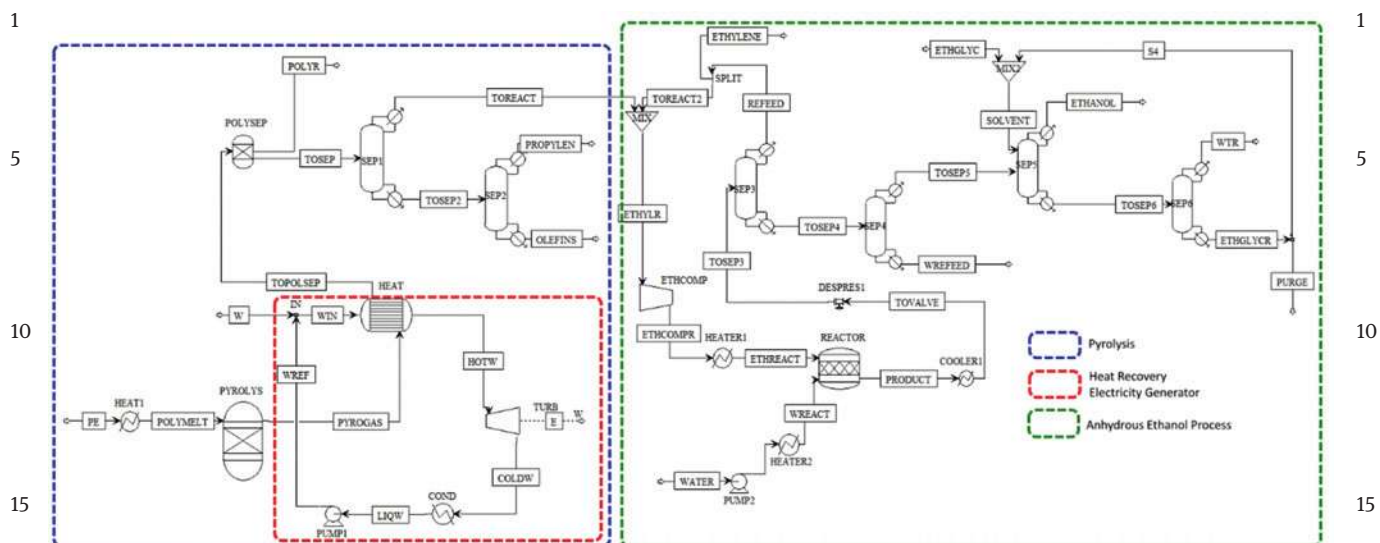 1
1
POLYR
POLYSEP
TOSEP
SEP1
TOREACT
PROPYLEN
SEP2
TOSEP2
OLEFINS
5
TOPOLSEP
HEAT
W
IN
WIN
10
WREF
HOTW
PYROLYS
HEAT1
PE
POLYMELT
PYROGAS
TURB
E
W
COLDW
COND
LIQW
PUMP1
15
ETHYLENE
SPLIT
TOREACT2
REFEED
MIX
ETHYLR
SEP3
TOSEP3
TOSEP4
SEP4
TOSEP5
WREFEED
ETHGLYC
MIX2
S4
SOLVENT
ETHANOL
SEP5
TOSEP6
WTR
SEP6
ETHGLYCR
PURGE
5
ETHCOMP
ETHCOMPR
HEATER1
ETHREACT
REACTOR
DESPRES1
TOVALVE
PRODUCT
COOLER1
WREACT
HEATER2
WATER
PUMP2
10
Pyrolysis
Heat Recovery
Electricity Generator
Anhydrous Ethanol Process
15